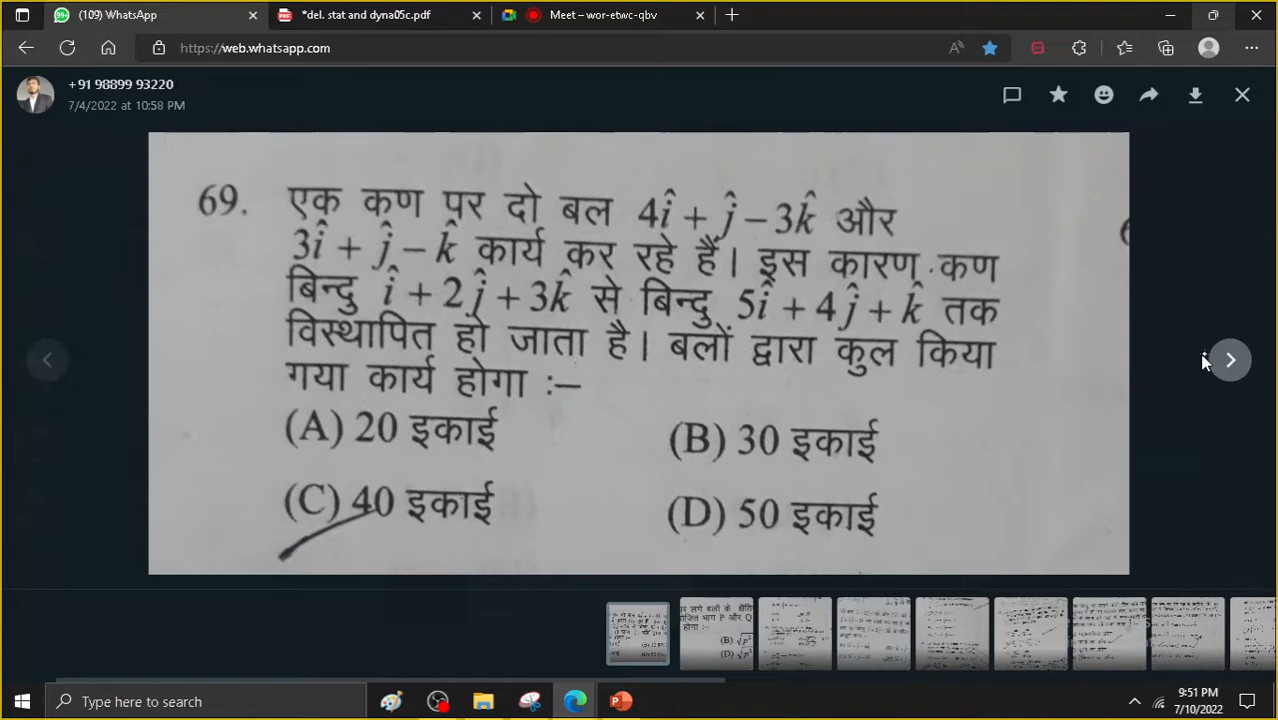 (109) WhatsApp
*del. stat and dyna05c.pdf
Meet – wor-etwc-qbv
https://web.whatsapp.com
+91 98899 93220
7/4/2022 at 10:58 PM
69. एक कण पर दो बल 4î + ĵ – 3k̂ और
3î + ĵ – k̂ कार्य कर रहे हैं। इस कारण कण
बिन्दु î + 2ĵ + 3k̂ से बिन्दु 5î + 4ĵ + k̂ तक
विस्थापित हो जाता है। बलों द्वारा कुल किया
गया कार्य होगा :–
(A) 20 इकाई (B) 30 इकाई
(C) 40 इकाई (D) 50 इकाई
Type here to search
9:51 PM
7/10/2022